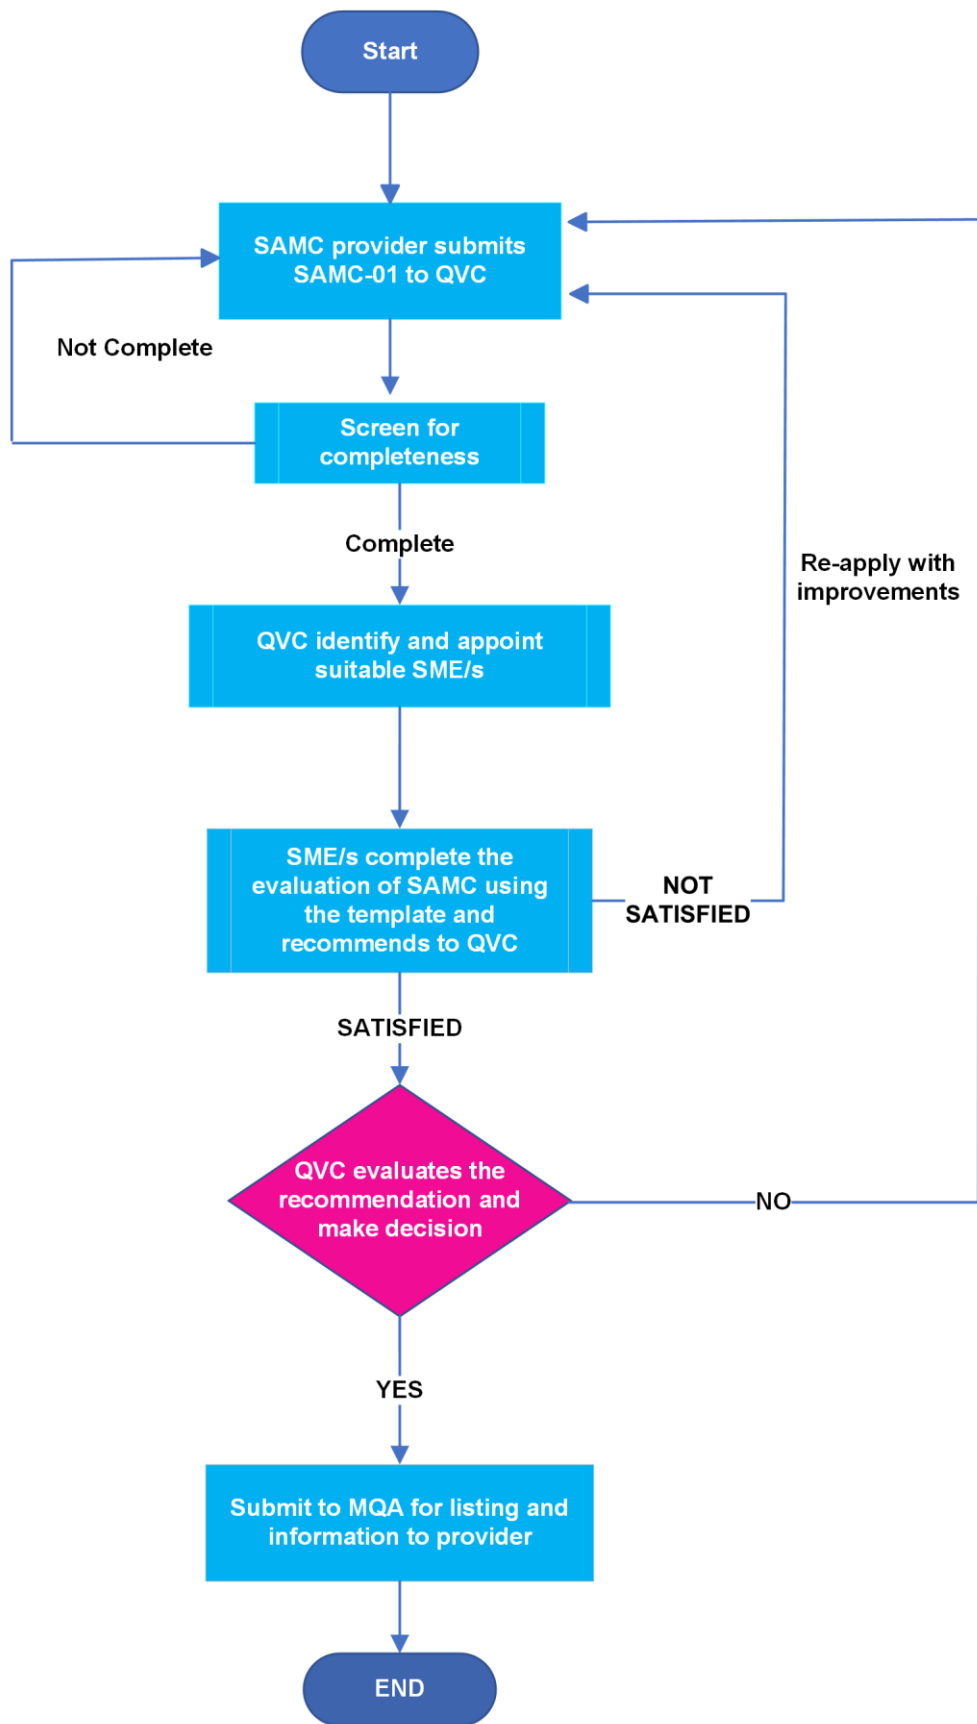 Start
SAMC provider submits
SAMC-01 to QVC
Not Complete
Screen for
completeness
Complete
Re-apply with
improvements
QVC identify and appoint
suitable SME/s
SME/s complete the
evaluation of SAMC using
the template and
recommends to QVC
NOT
SATISFIED
SATISFIED
QVC evaluates the
recommendation and
make decision
NO
YES
Submit to MQA for listing and
information to provider
END